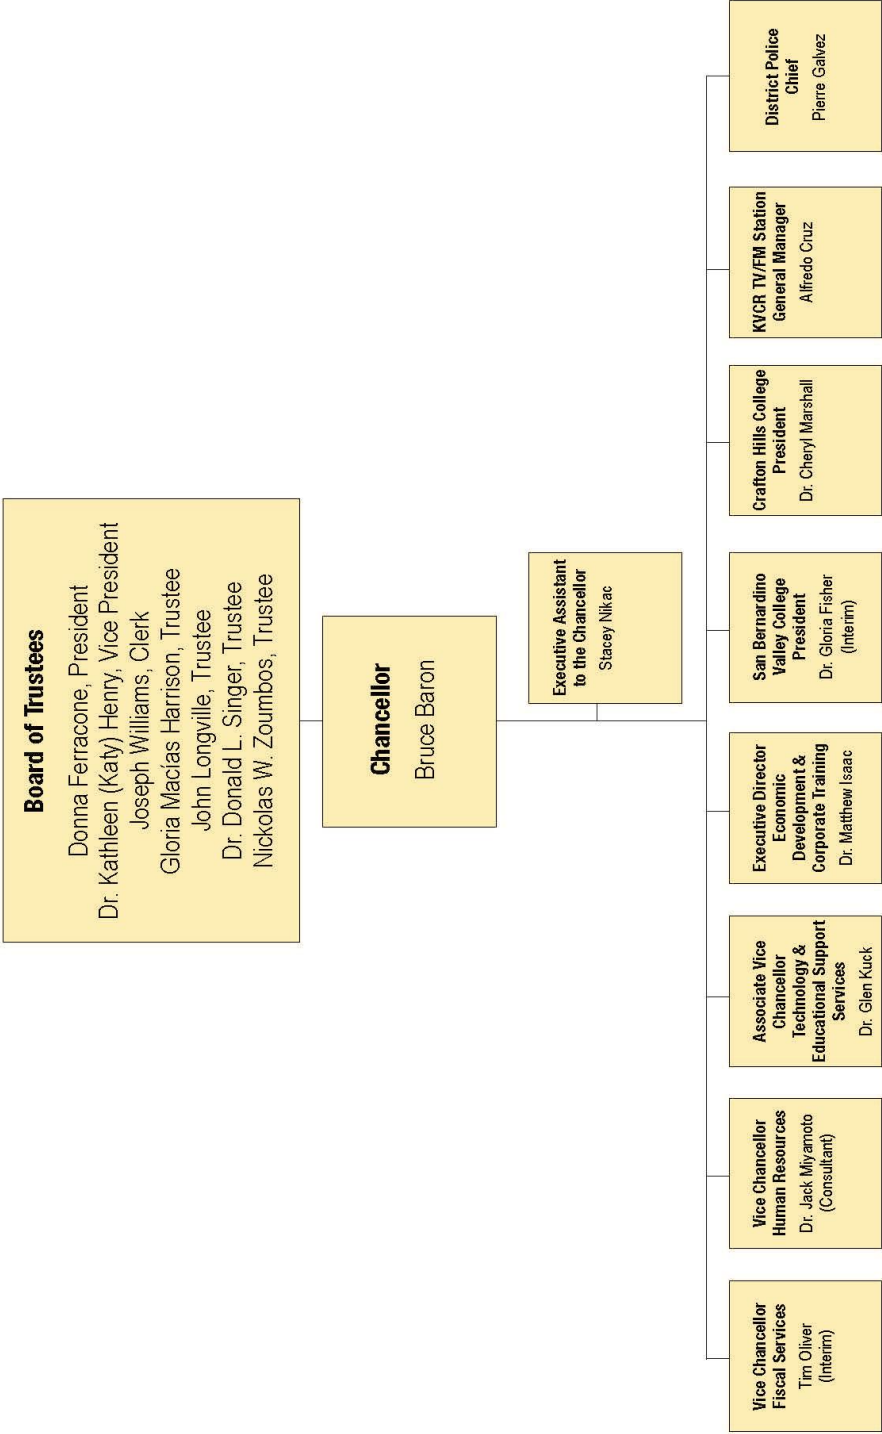 Board of Trustees
Donna Ferracone, President
Dr. Kathleen (Katy) Henry, Vice President
Joseph Williams, Clerk
Gloria Macías Harrison, Trustee
John Longville, Trustee
Dr. Donald L. Singer, Trustee
Nickolas W. Zoumbos, Trustee
Chancellor
Bruce Baron
Executive Assistant
to the Chancellor
Stacey Nikac
Vice Chancellor
Fiscal Services
Tim Oliver
(Interim)
Vice Chancellor
Human Resources
Dr. Jack Miyamoto
(Consultant)
Associate Vice
Chancellor
Technology &
Educational Support
Services
Dr. Glen Kuck
Executive Director
Economic
Development &
Corporate Training
Dr. Matthew Isaac
San Bernardino
Valley College
President
Dr. Gloria Fisher
(Interim)
Crafton Hills College
President
Dr. Cheryl Marshall
KVCR TV/FM Station
General Manager
Alfredo Cruz
District Police
Chief
Pierre Galvez